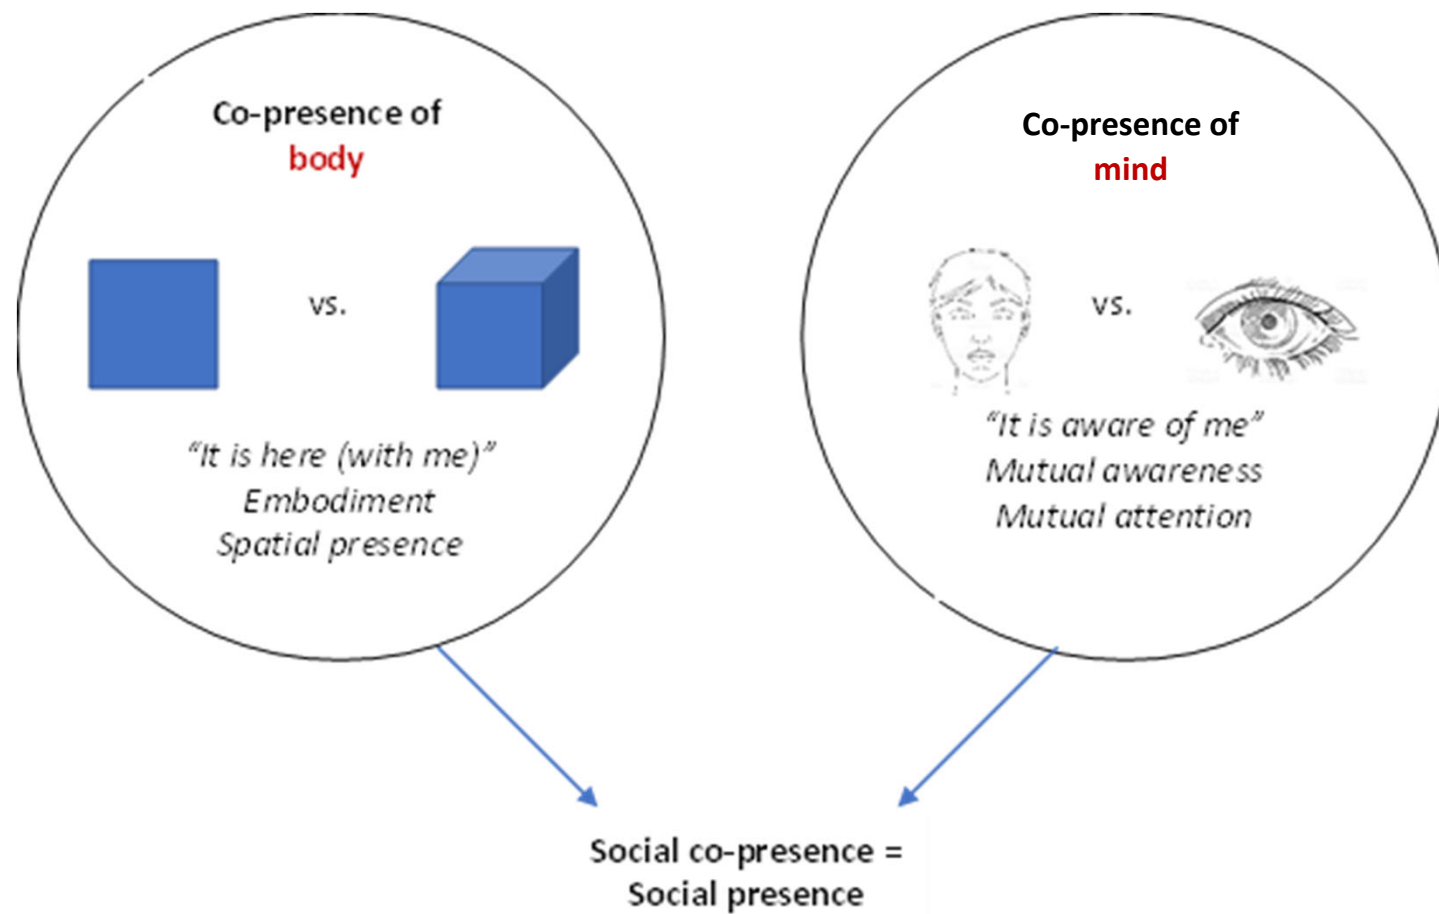 Co-presence of
body
vs.
“It is here (with me)”
Embodiment
Spatial presence
Co-presence of
mind
vs.
“It is aware of me”
Mutual awareness
Mutual attention
Social co-presence =
Social presence